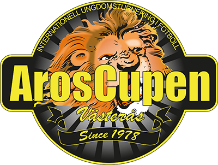 INTERNATIONELL UNGDOMSTURNERING I FOTBOLL
ArosCupen
Västerås
Since 1978